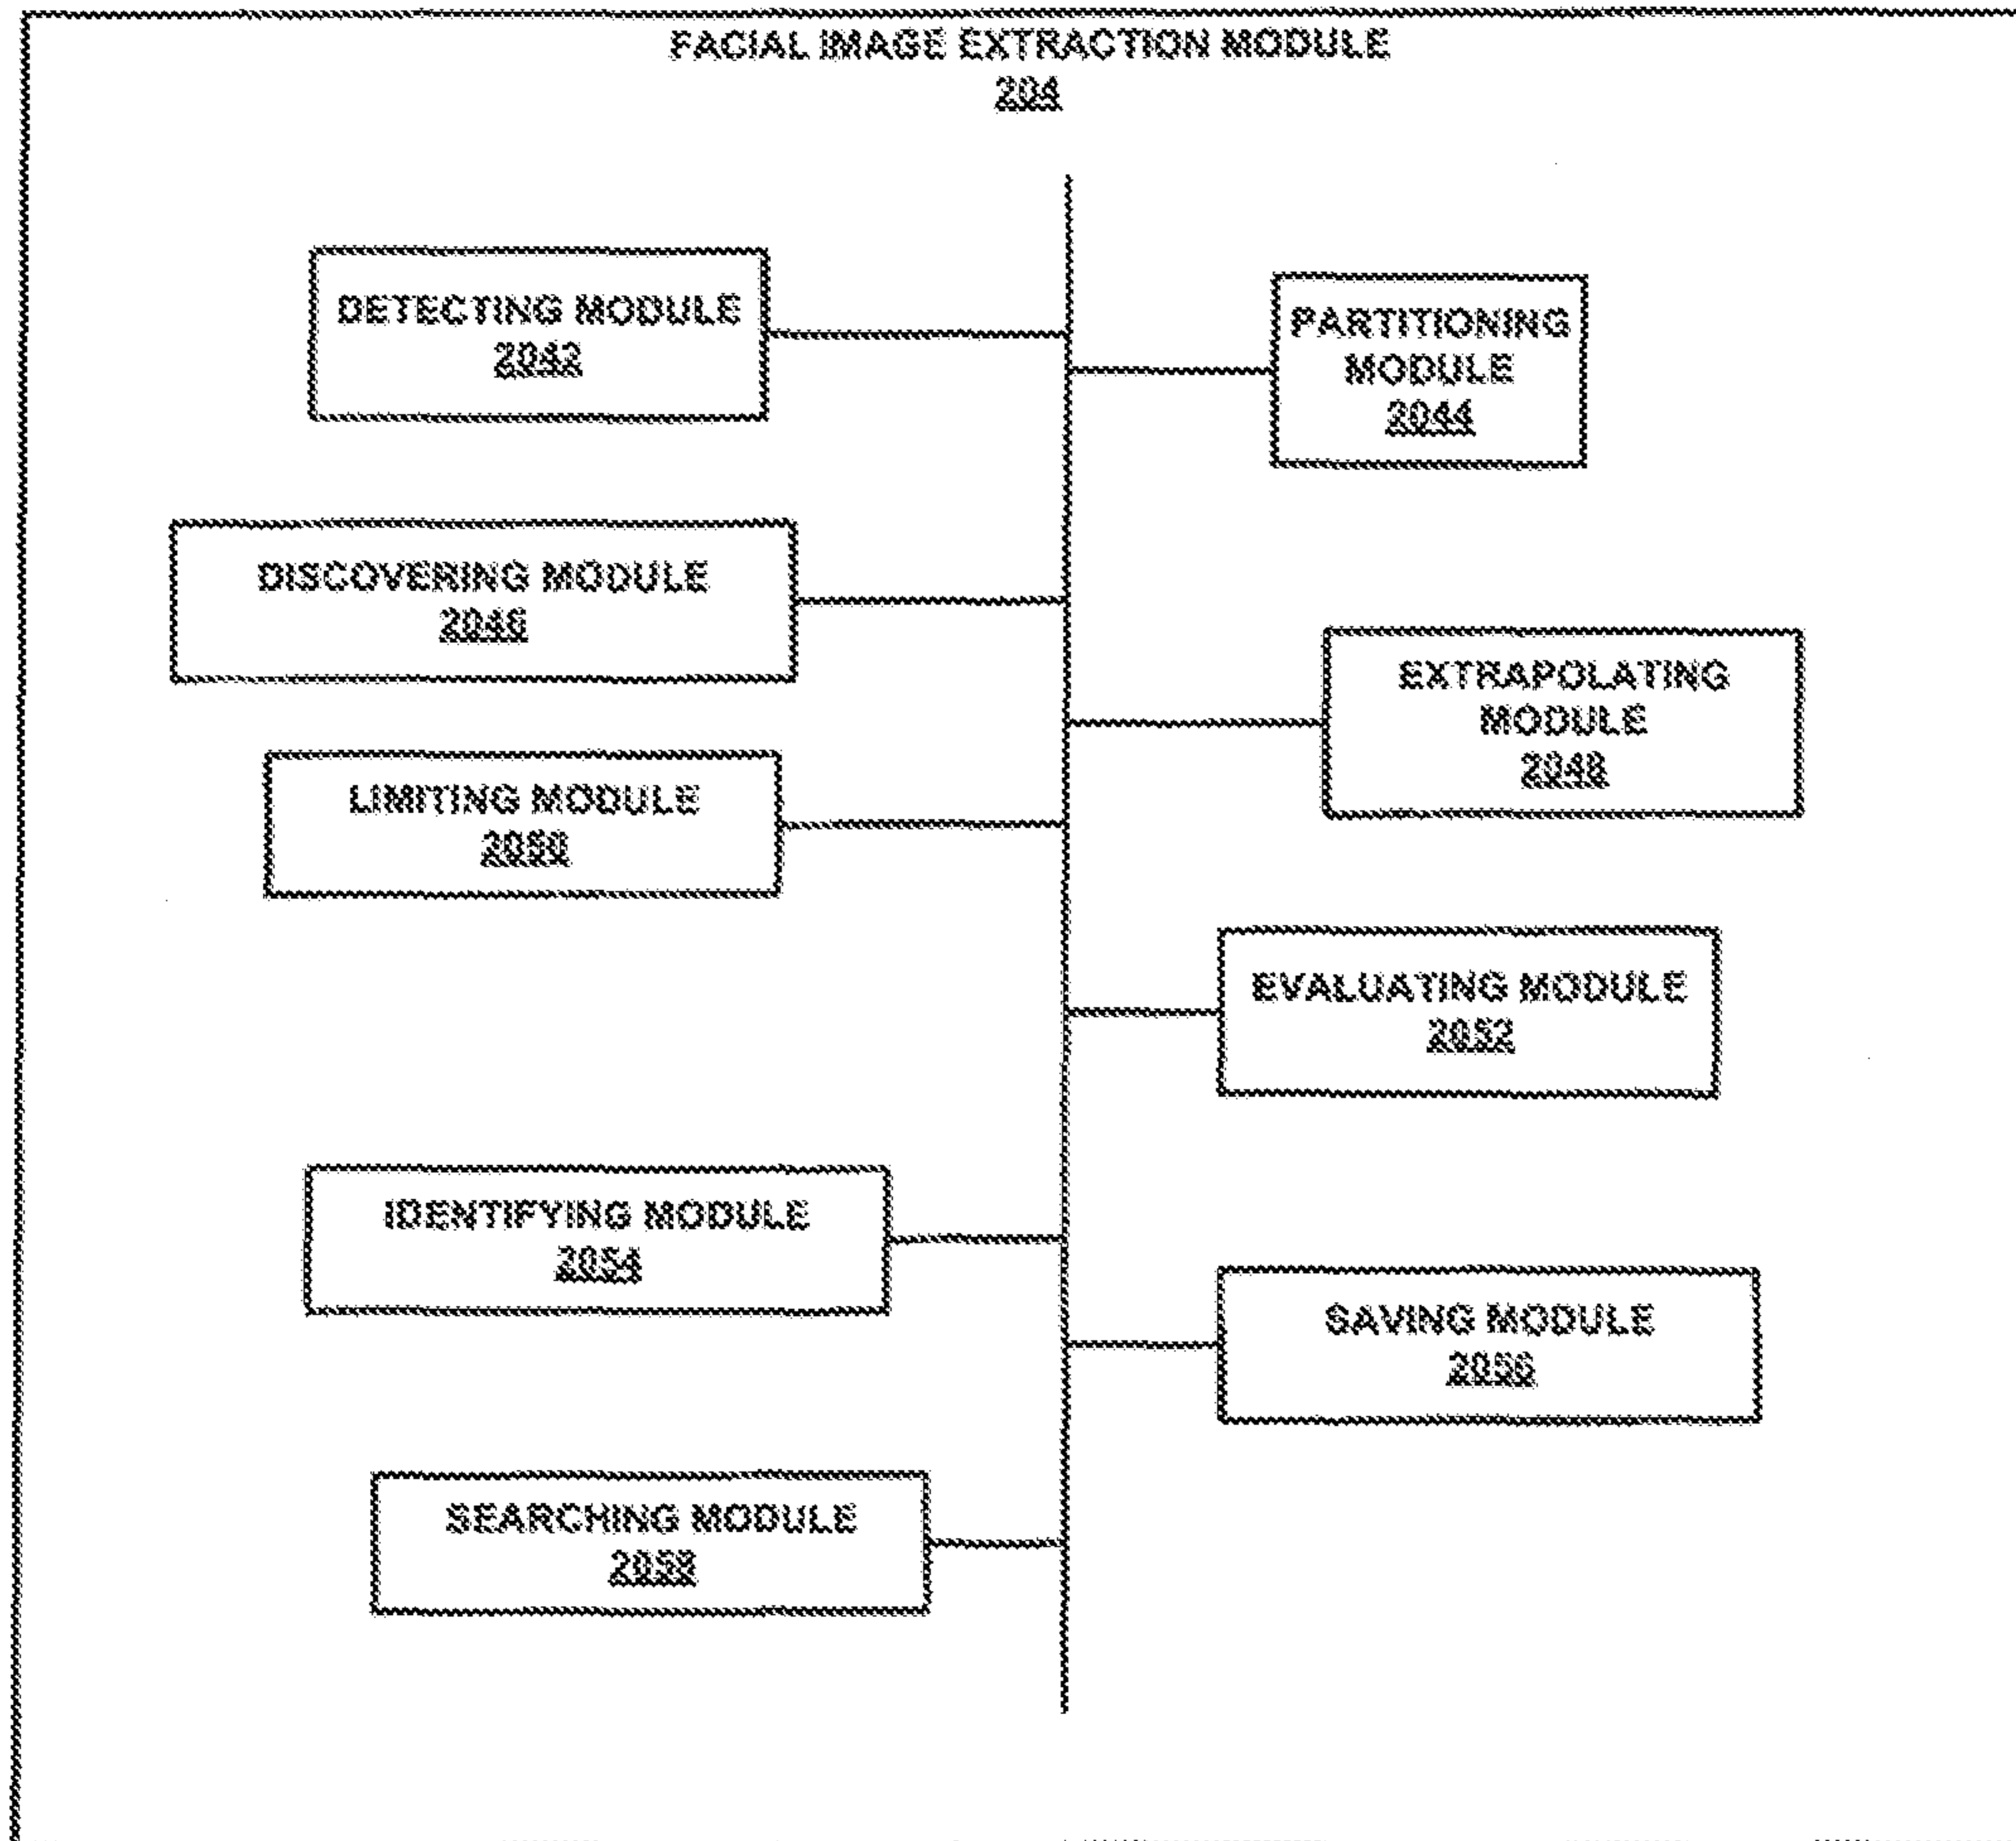 FACIAL IMAGE EXTRACTION MODULE
204
DETECTING MODULE
2042
PARTITIONING
MODULE
2044
DISCOVERING MODULE
2046
EXTRAPOLATING
MODULE
2048
LIMITING MODULE
2050
EVALUATING MODULE
2052
IDENTIFYING MODULE
2054
SAVING MODULE
2056
SEARCHING MODULE
2058